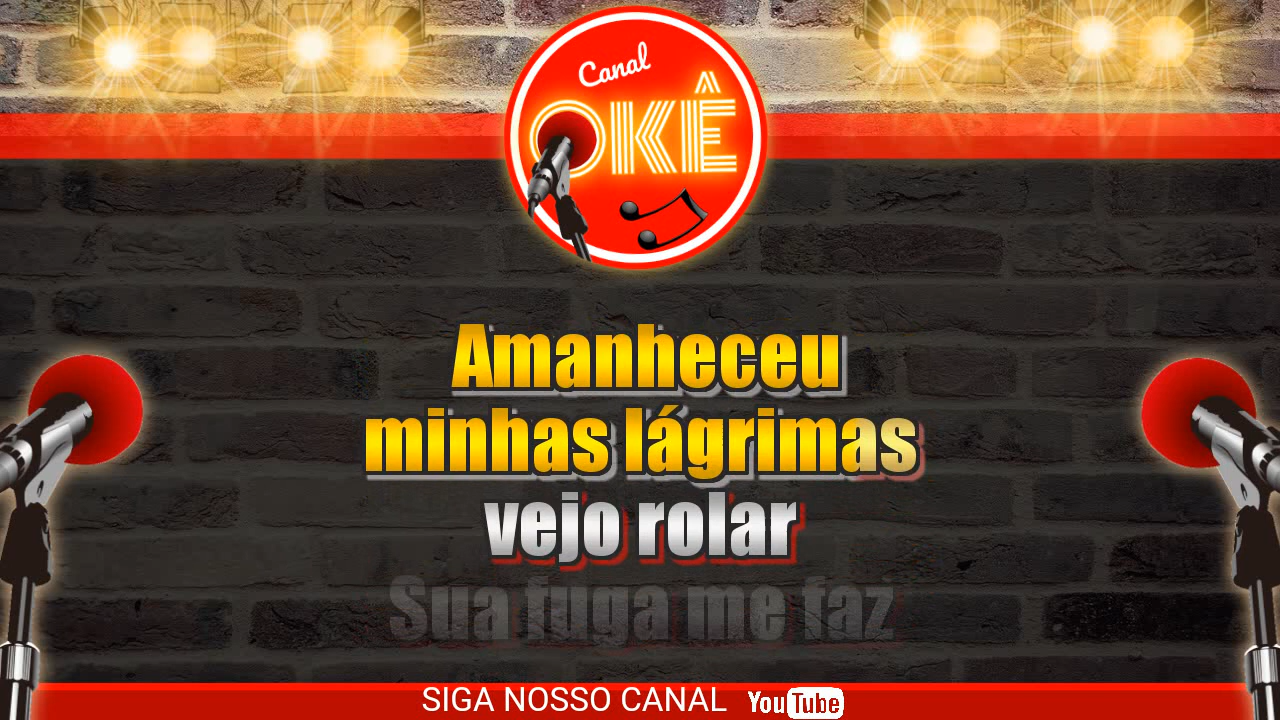 Canal
OKÊ
Amanheceu
minhas lágrimas
vejo rolar
Sua fuga me faz
SIGA NOSSO CANAL YouTube